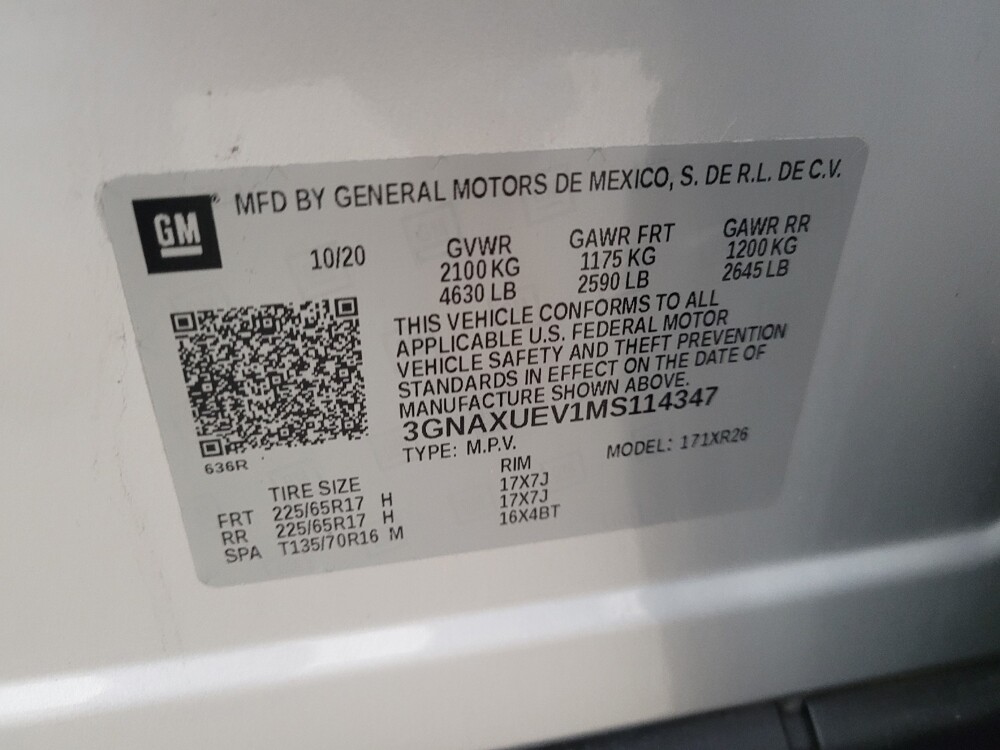 GM
MFD BY GENERAL MOTORS DE MEXICO, S. DE R.L. DE C.V.
10/20
GVWR
2100 KG
4630 LB
GAWR FRT
1175 KG
2590 LB
GAWR RR
1200 KG
2645 LB
THIS VEHICLE CONFORMS TO ALL
APPLICABLE U.S. FEDERAL MOTOR
VEHICLE SAFETY AND THEFT PREVENTION
STANDARDS IN EFFECT ON THE DATE OF
MANUFACTURE SHOWN ABOVE.
3GNAXUEV1MS114347
TYPE: M.P.V.
MODEL: 171XR26
636R
TIRE SIZE RIM
FRT 225/65R17 H 17X7J
RR 225/65R17 H 17X7J
SPA T135/70R16 M 16X4BT